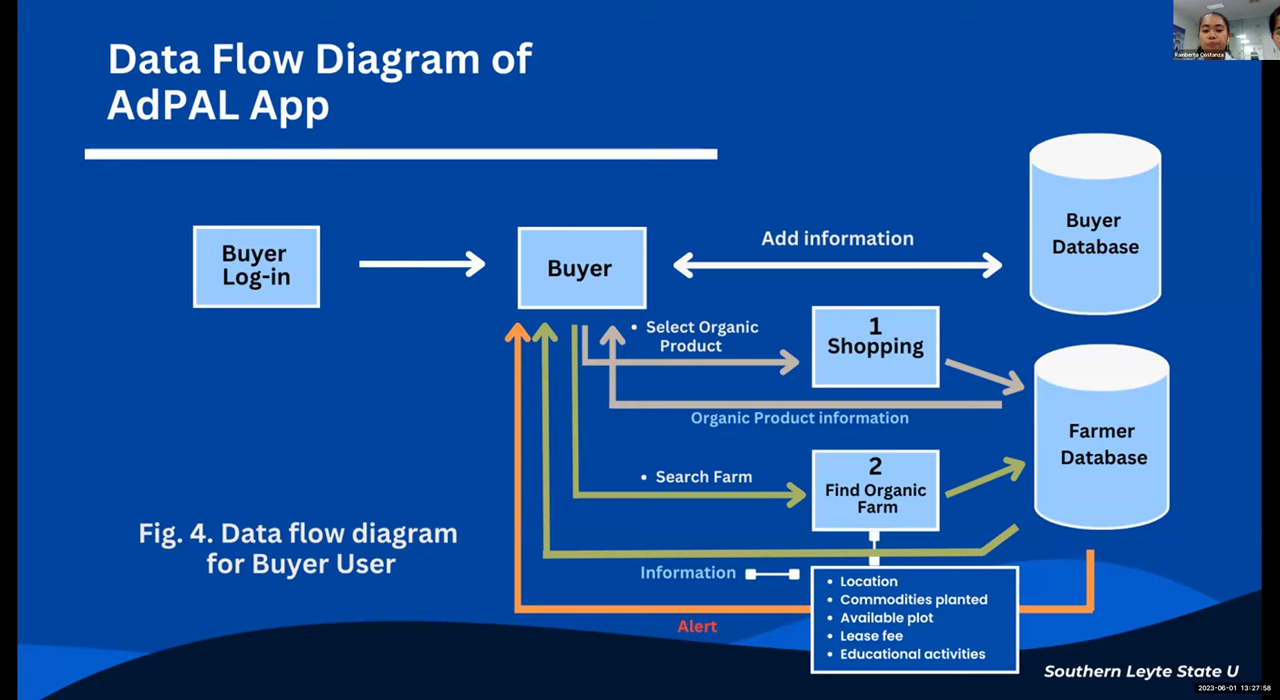 Data Flow Diagram of
AdPAL App
Ramberto Costanza
Buyer
Log-in
Buyer
Add information
Buyer
Database
• Select Organic
Product
1
Shopping
Organic Product information
Farmer
Database
• Search Farm
2
Find Organic
Farm
Fig. 4. Data flow diagram
for Buyer User
Information
• Location
• Commodities planted
• Available plot
• Lease fee
• Educational activities
Alert
Southern Leyte State U
2023-06-01 13:27:58